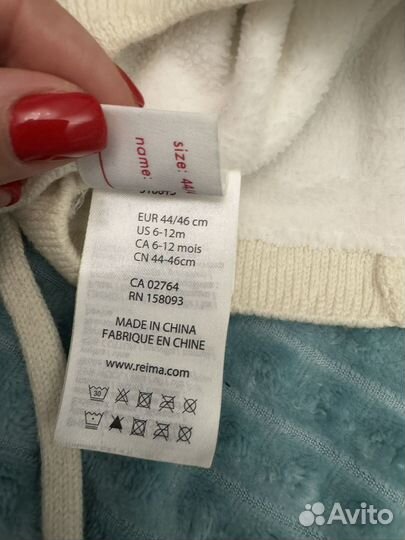 size: 44/
name:
EUR 44/46 cm
US 6-12m
CA 6-12 mois
CN 44-46cm
CA 02764
RN 158093
MADE IN CHINA
FABRIQUE EN CHINE
www.reima.com
30
Avito